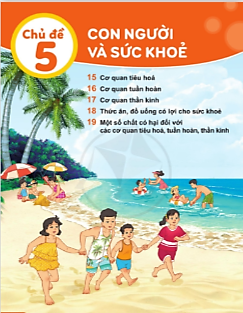 Chủ đề
5
CON NGƯỜI
VÀ SỨC KHOẺ
15 Cơ quan tiêu hoá
16 Cơ quan tuần hoàn
17 Cơ quan thần kinh
18 Thức ăn, đồ uống có lợi cho sức khoẻ
19 Một số chất có hại đối với
các cơ quan tiêu hoá, tuần hoàn, thần kinh